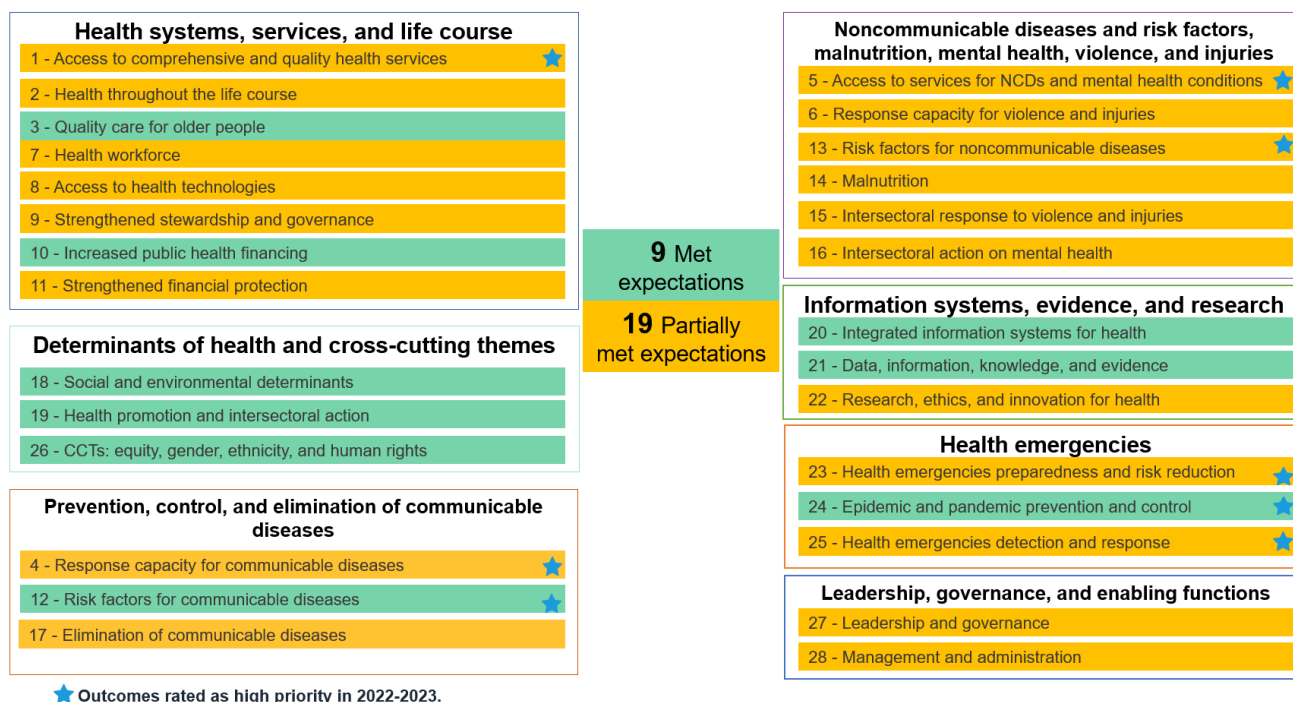 Health systems, services, and life course
1 - Access to comprehensive and quality health services
2 - Health throughout the life course
3 - Quality care for older people
7 - Health workforce
8 - Access to health technologies
9 - Strengthened stewardship and governance
10 - Increased public health financing
11 - Strengthened financial protection
Determinants of health and cross-cutting themes
18 - Social and environmental determinants
19 - Health promotion and intersectoral action
26 - CCTs: equity, gender, ethnicity, and human rights
Prevention, control, and elimination of communicable
diseases
4 - Response capacity for communicable diseases
12 - Risk factors for communicable diseases
17 - Elimination of communicable diseases
Outcomes rated as high priority in 2022-2023.
9 Met
expectations
19 Partially
met expectations
Noncommunicable diseases and risk factors,
malnutrition, mental health, violence, and injuries
5 - Access to services for NCDs and mental health conditions
6 - Response capacity for violence and injuries
13 - Risk factors for noncommunicable diseases
14 - Malnutrition
15 - Intersectoral response to violence and injuries
16 - Intersectoral action on mental health
Information systems, evidence, and research
20 - Integrated information systems for health
21 - Data, information, knowledge, and evidence
22 - Research, ethics, and innovation for health
Health emergencies
23 - Health emergencies preparedness and risk reduction
24 - Epidemic and pandemic prevention and control
25 - Health emergencies detection and response
Leadership, governance, and enabling functions
27 - Leadership and governance
28 - Management and administration